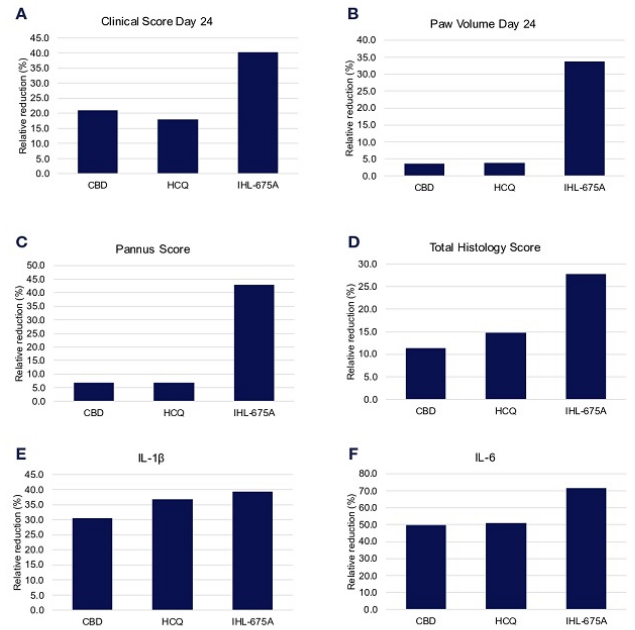 A
Clinical Score Day 24
Relative reduction (%)
45.0
40.0
35.0
30.0
25.0
20.0
15.0
10.0
5.0
0.0
CBD HCQ IHL-675A
B
Paw Volume Day 24
Relative reduction (%)
40.0
35.0
30.0
25.0
20.0
15.0
10.0
5.0
0.0
CBD HCQ IHL-675A
C
Pannus Score
Relative reduction (%)
50.0
45.0
40.0
35.0
30.0
25.0
20.0
15.0
10.0
5.0
0.0
CBD HCQ IHL-675A
D
Total Histology Score
Relative reduction (%)
30.0
25.0
20.0
15.0
10.0
5.0
0.0
CBD HCQ IHL-675A
E
IL-1β
Relative reduction (%)
45.0
40.0
35.0
30.0
25.0
20.0
15.0
10.0
5.0
0.0
CBD HCQ IHL-675A
F
IL-6
Relative reduction (%)
80.0
70.0
60.0
50.0
40.0
30.0
20.0
10.0
0.0
CBD HCQ IHL-675A